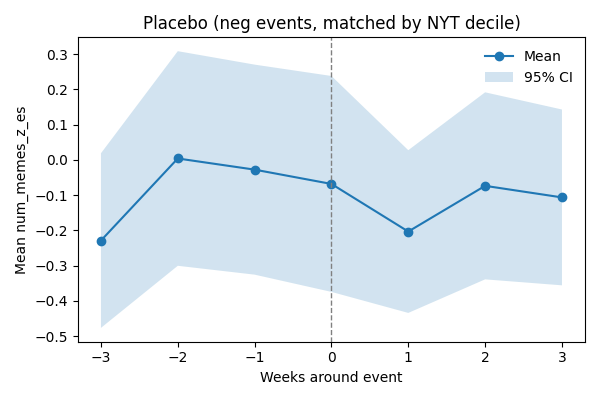 Placebo (neg events, matched by NYT decile)
Mean
95% CI
Mean num_memes_z_es
0.3
0.2
0.1
0.0
−0.1
−0.2
−0.3
−0.4
−0.5
−3 −2 −1 0 1 2 3
Weeks around event